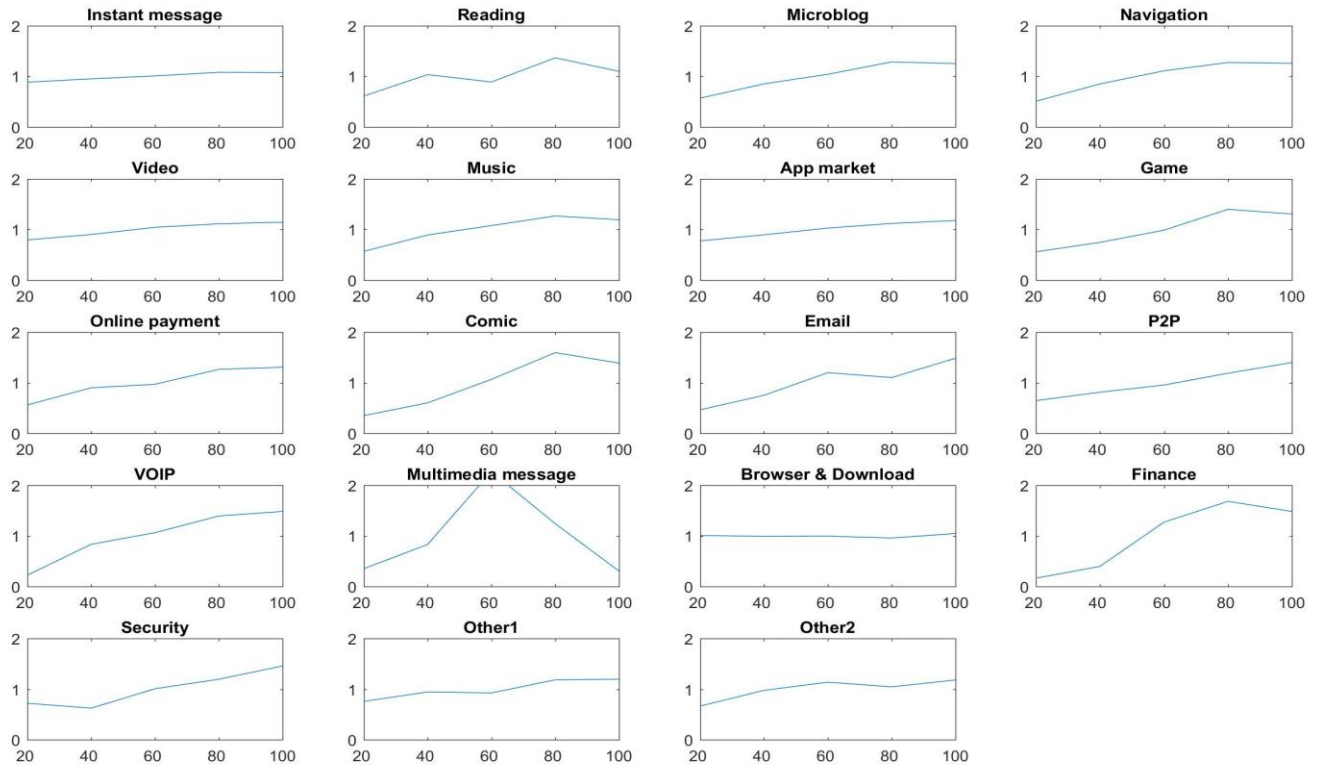 Instant message Reading Microblog Navigation
2 2 2 2
1 1 1 1
0 0 0 0
20 40 60 80 100 20 40 60 80 100 20 40 60 80 100 20 40 60 80 100
Video Music App market Game
2 2 2 2
1 1 1 1
0 0 0 0
20 40 60 80 100 20 40 60 80 100 20 40 60 80 100 20 40 60 80 100
Online payment Comic Email P2P
2 2 2 2
1 1 1 1
0 0 0 0
20 40 60 80 100 20 40 60 80 100 20 40 60 80 100 20 40 60 80 100
VOIP Multimedia message Browser & Download Finance
2 2 2 2
1 1 1 1
0 0 0 0
20 40 60 80 100 20 40 60 80 100 20 40 60 80 100 20 40 60 80 100
Security Other1 Other2
2 2 2
1 1 1
0 0 0
20 40 60 80 100 20 40 60 80 100 20 40 60 80 100